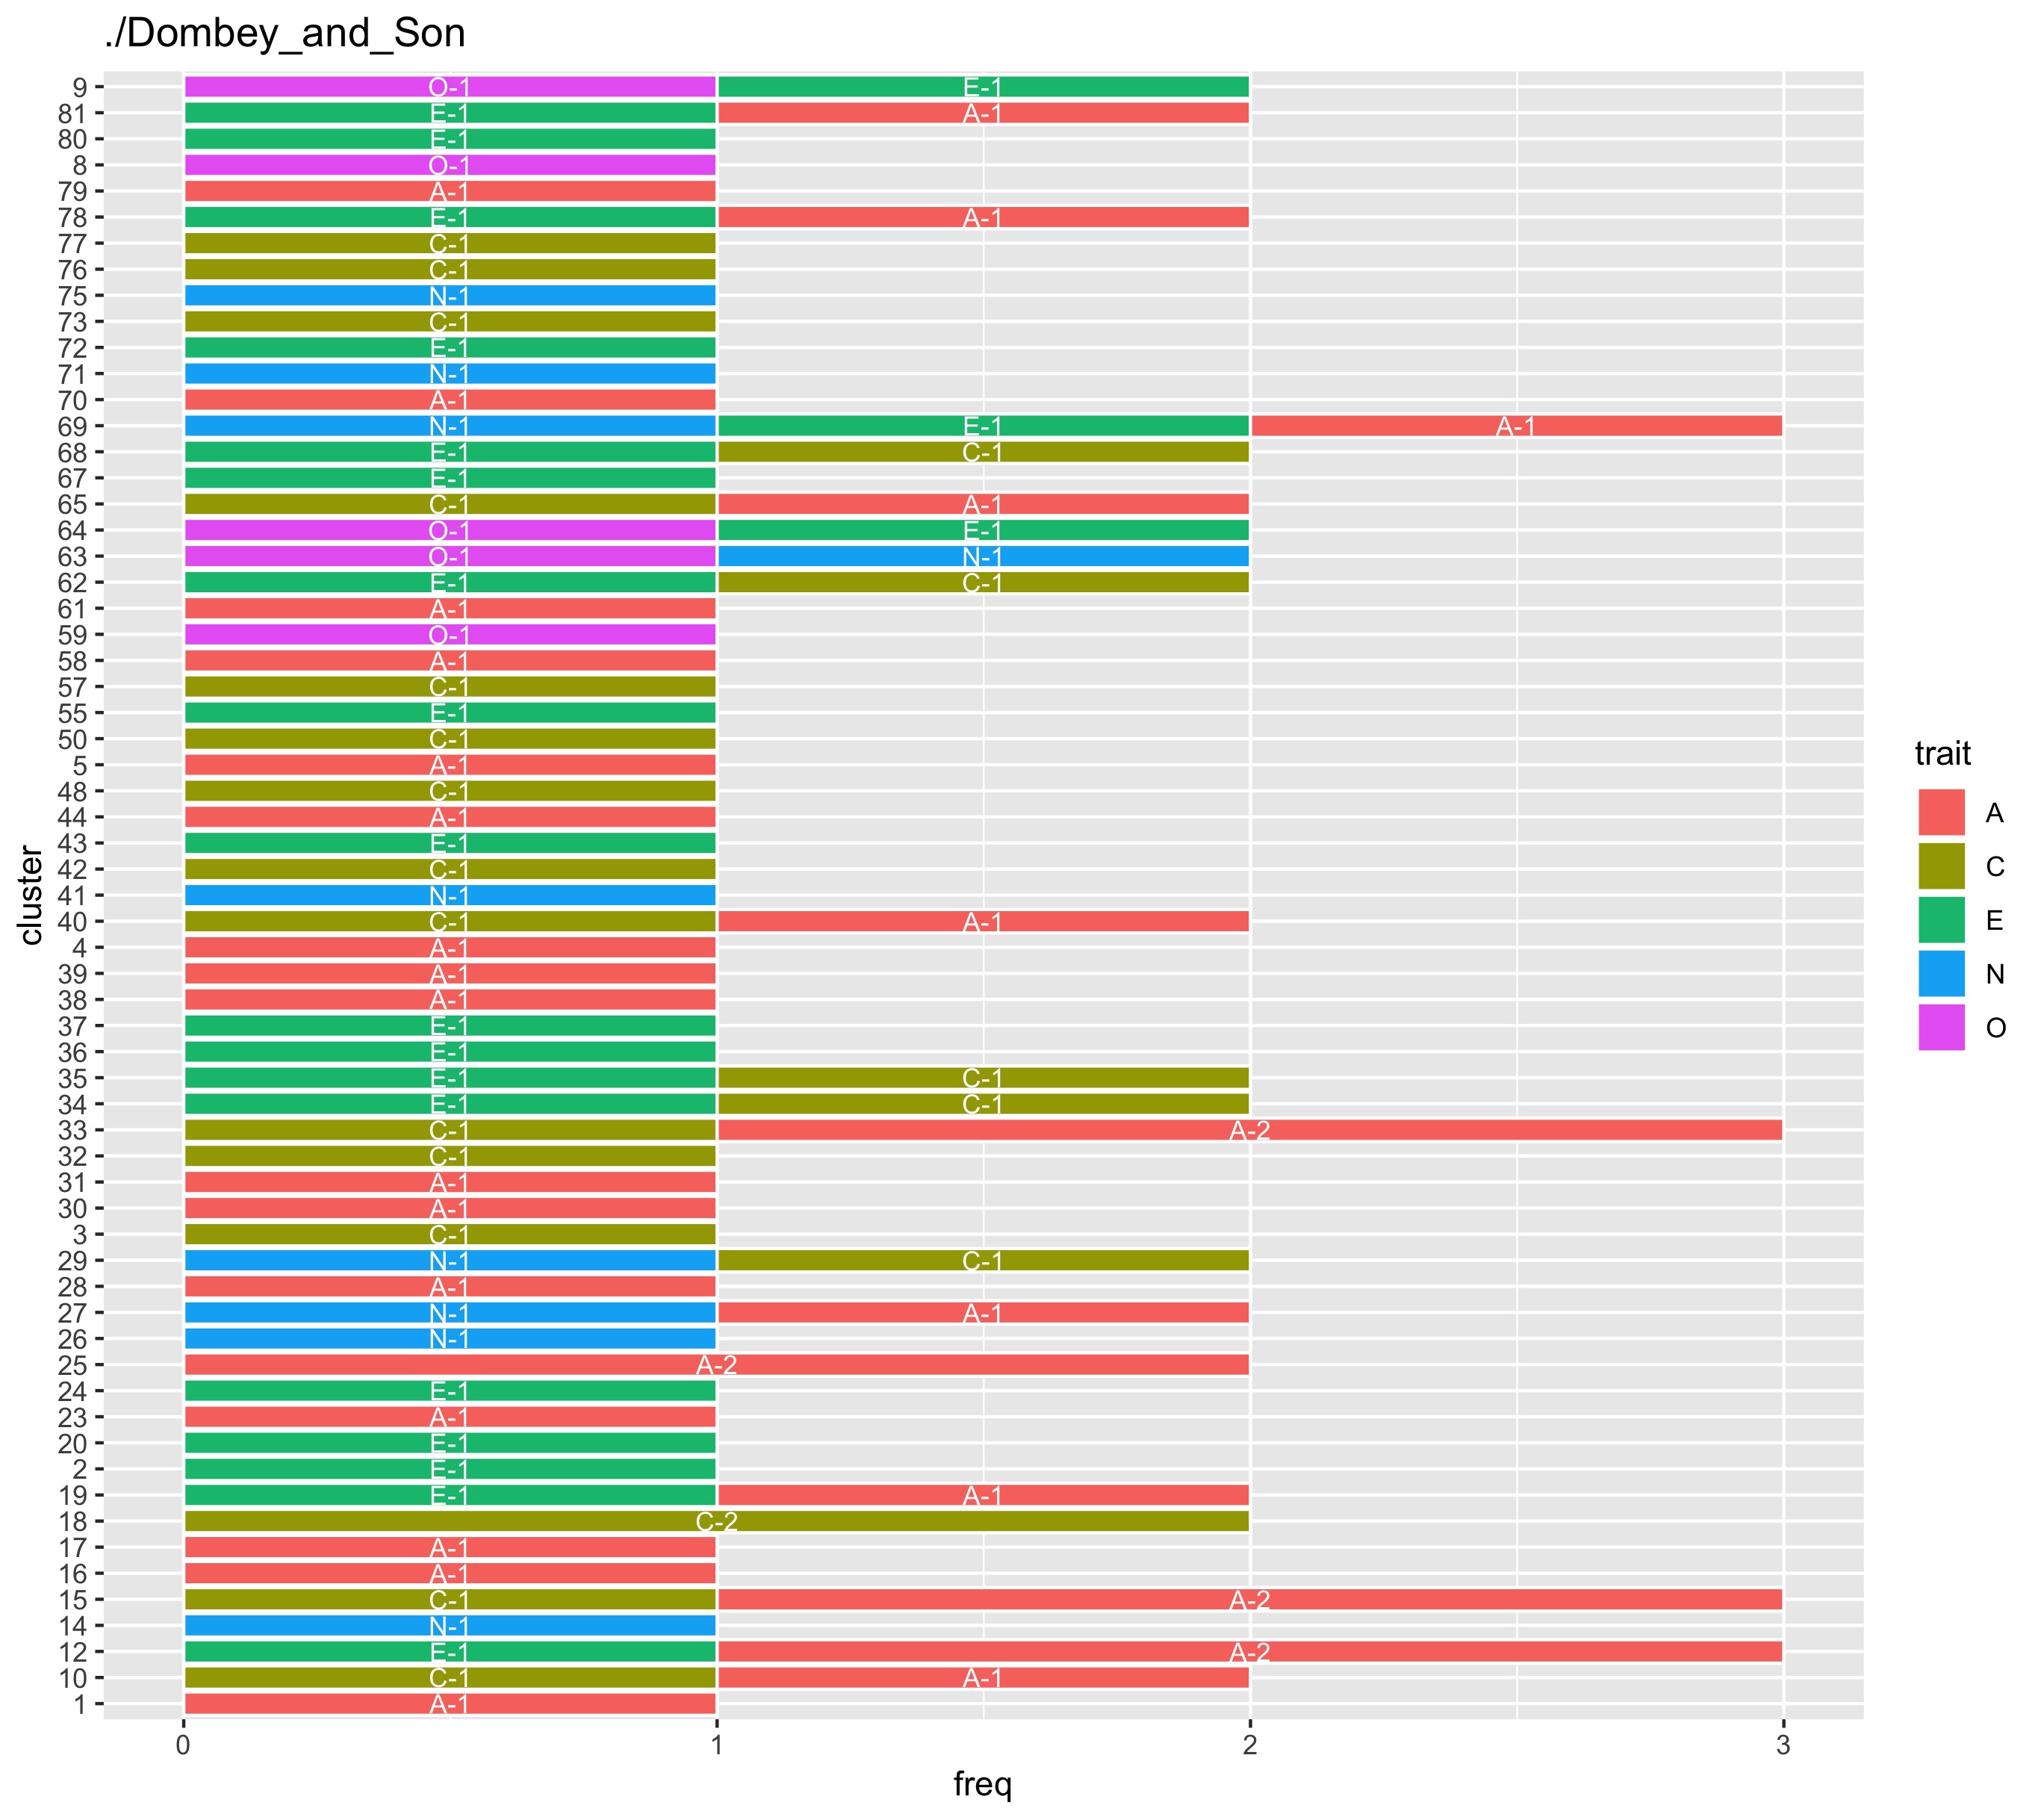 ./Dombey_and_Son
9 O-1 E-1
81 E-1 A-1
80 E-1
8 O-1
79 A-1
78 E-1 A-1
77 C-1
76 C-1
75 N-1
73 C-1
72 E-1
71 N-1
70 A-1
69 N-1 E-1 A-1
68 E-1 C-1
67 E-1
65 C-1 A-1
64 O-1 E-1
63 O-1 N-1
62 E-1 C-1
61 A-1
59 O-1
58 A-1
57 C-1
55 E-1
50 C-1
5 A-1
48 C-1
44 A-1
43 E-1
42 C-1
41 N-1
40 C-1 A-1
4 A-1
39 A-1
38 A-1
37 E-1
36 E-1
35 E-1 C-1
34 E-1 C-1
33 C-1 A-2
32 C-1
31 A-1
30 A-1
3 C-1
29 N-1 C-1
28 A-1
27 N-1 A-1
26 N-1
25 A-2
24 E-1
23 A-1
20 E-1
2 E-1
19 E-1 A-1
18 C-2
17 A-1
16 A-1
15 C-1 A-2
14 N-1
12 E-1 A-2
10 C-1 A-1
1 A-1
0 1 2 3
freq
cluster
trait
A
C
E
N
O